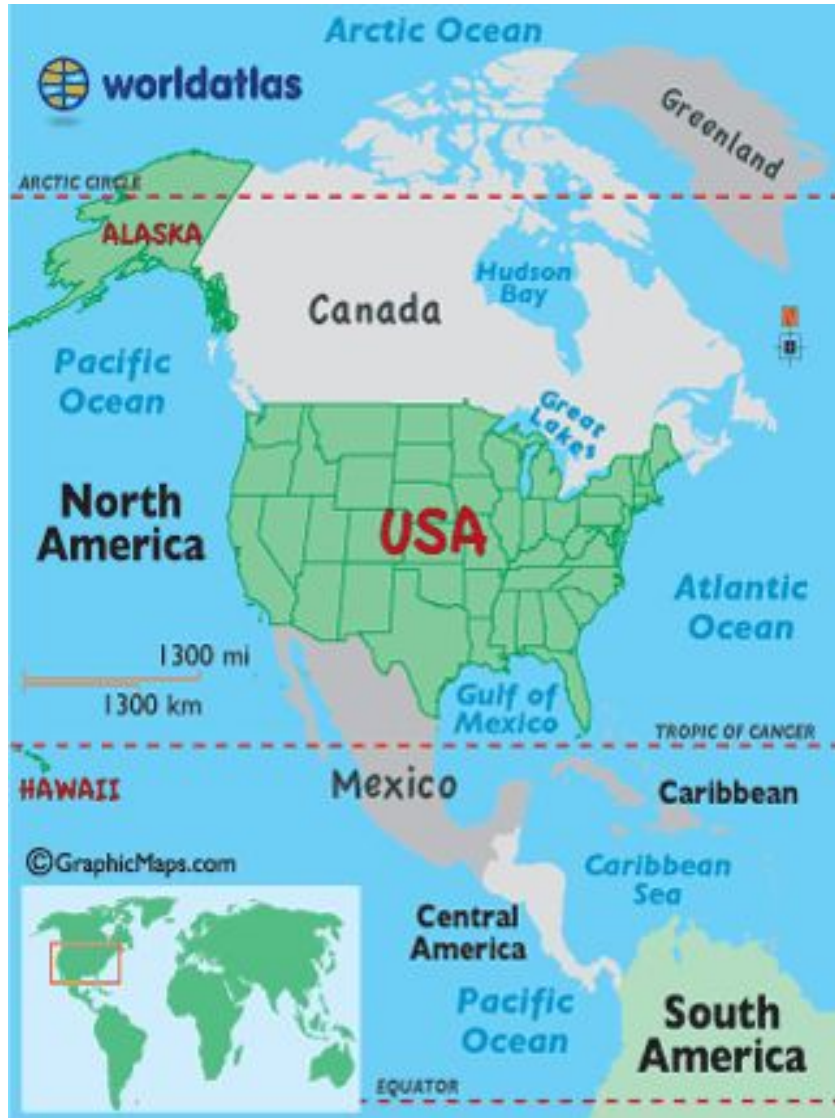 Arctic Ocean
worldatlas
Greenland
ARCTIC CIRCLE
ALASKA
Hudson
Bay
Canada
N
Pacific
Ocean
Great
Lakes
North
America
USA
Atlantic
Ocean
1300 mi
1300 km
Gulf of
Mexico
TROPIC OF CANCER
HAWAII
Mexico
Caribbean
©GraphicMaps.com
Caribbean
Sea
Central
America
Pacific
Ocean
South
America
EQUATOR